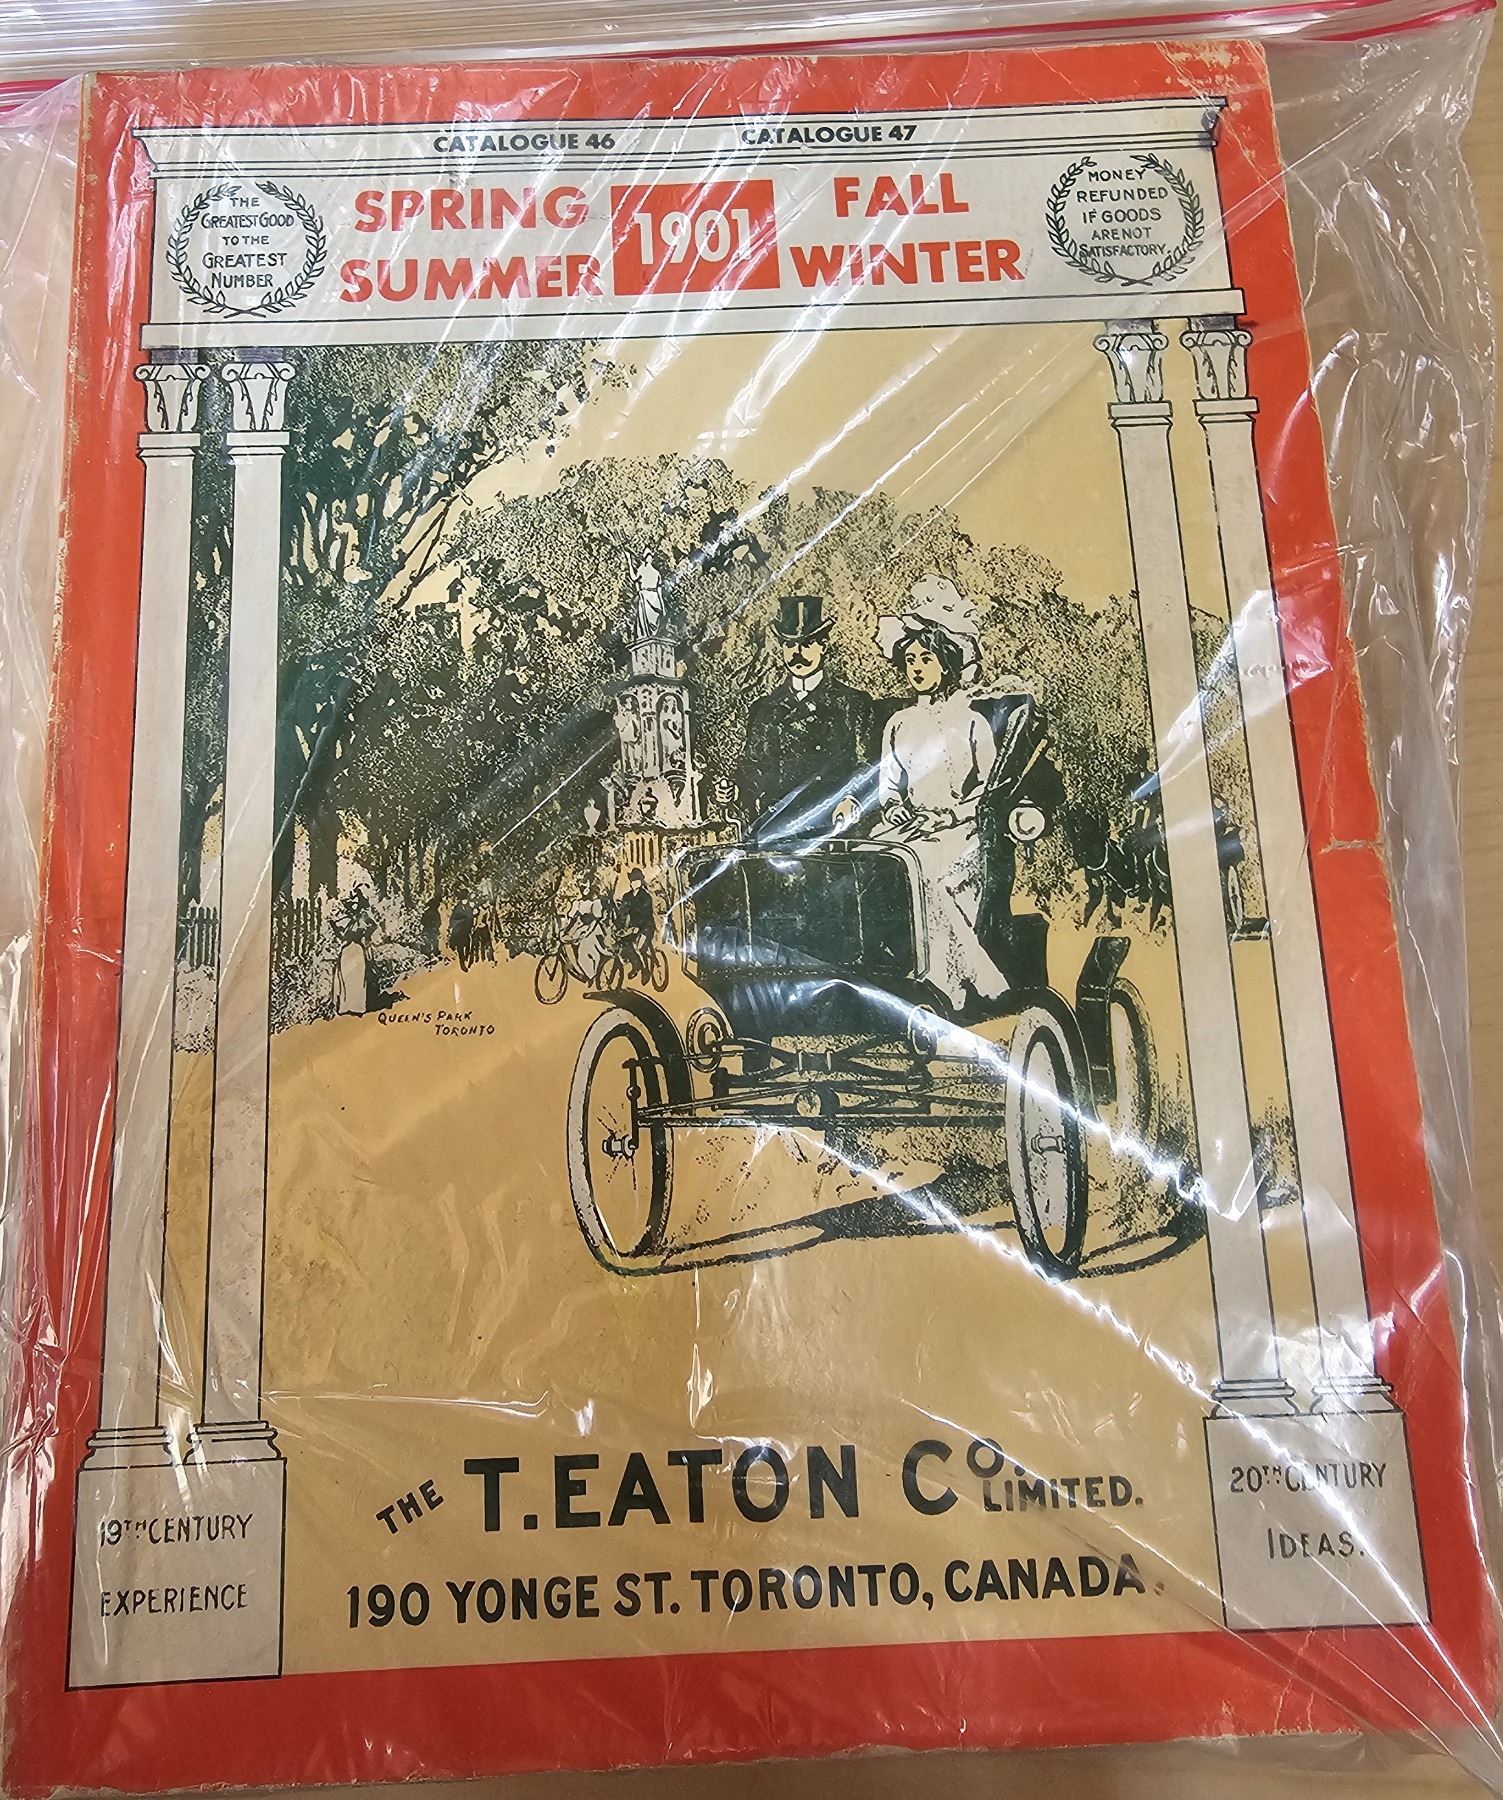 CATALOGUE 46
CATALOGUE 47
THE
GREATEST GOOD
TO THE
GREATEST
NUMBER
SPRING
SUMMER
1901
FALL
WINTER
MONEY
REFUNDED
IF GOODS
ARE NOT
SATISFACTORY.
QUEEN'S PARK
TORONTO
19TH CENTURY
EXPERIENCE
THE T. EATON CO. LIMITED.
190 YONGE ST. TORONTO, CANADA.
20TH CENTURY
IDEAS.